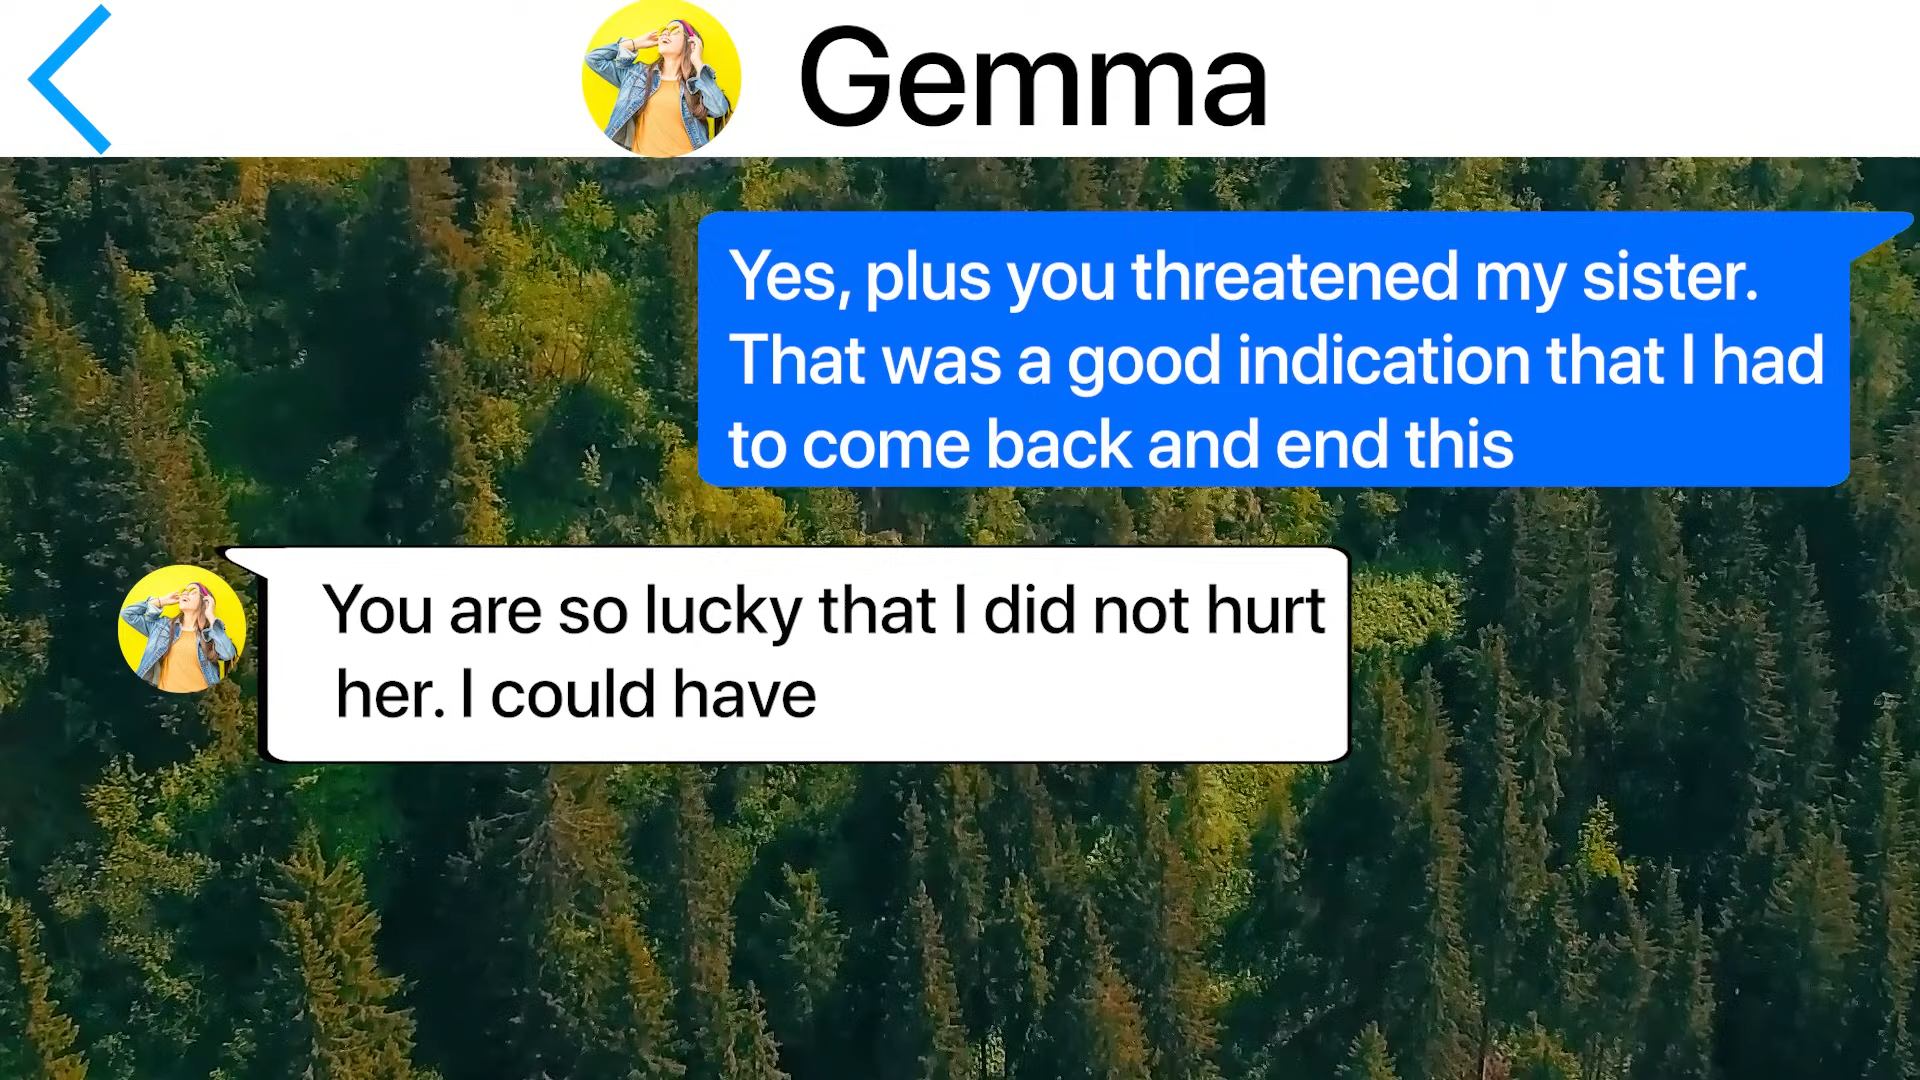 Gemma
Yes, plus you threatened my sister.
That was a good indication that I had
to come back and end this
You are so lucky that I did not hurt
her. I could have